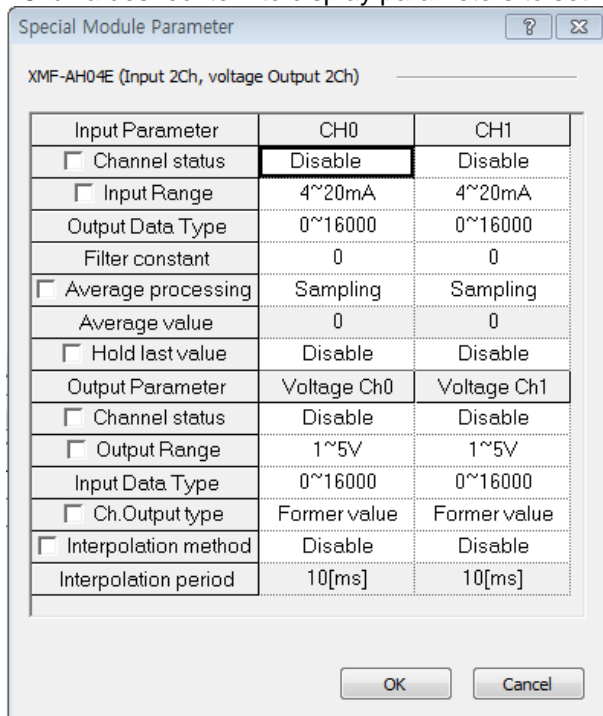 Special Module Parameter
XMF-AH04E (Input 2Ch, voltage Output 2Ch)
Input Parameter CH0 CH1
Channel status Disable Disable
Input Range 4~20mA 4~20mA
Output Data Type 0~16000 0~16000
Filter constant 0 0
Average processing Sampling Sampling
Average value 0 0
Hold last value Disable Disable
Output Parameter Voltage Ch0 Voltage Ch1
Channel status Disable Disable
Output Range 1~5V 1~5V
Input Data Type 0~16000 0~16000
Ch.Output type Former value Former value
Interpolation method Disable Disable
Interpolation period 10[ms] 10[ms]
OK Cancel